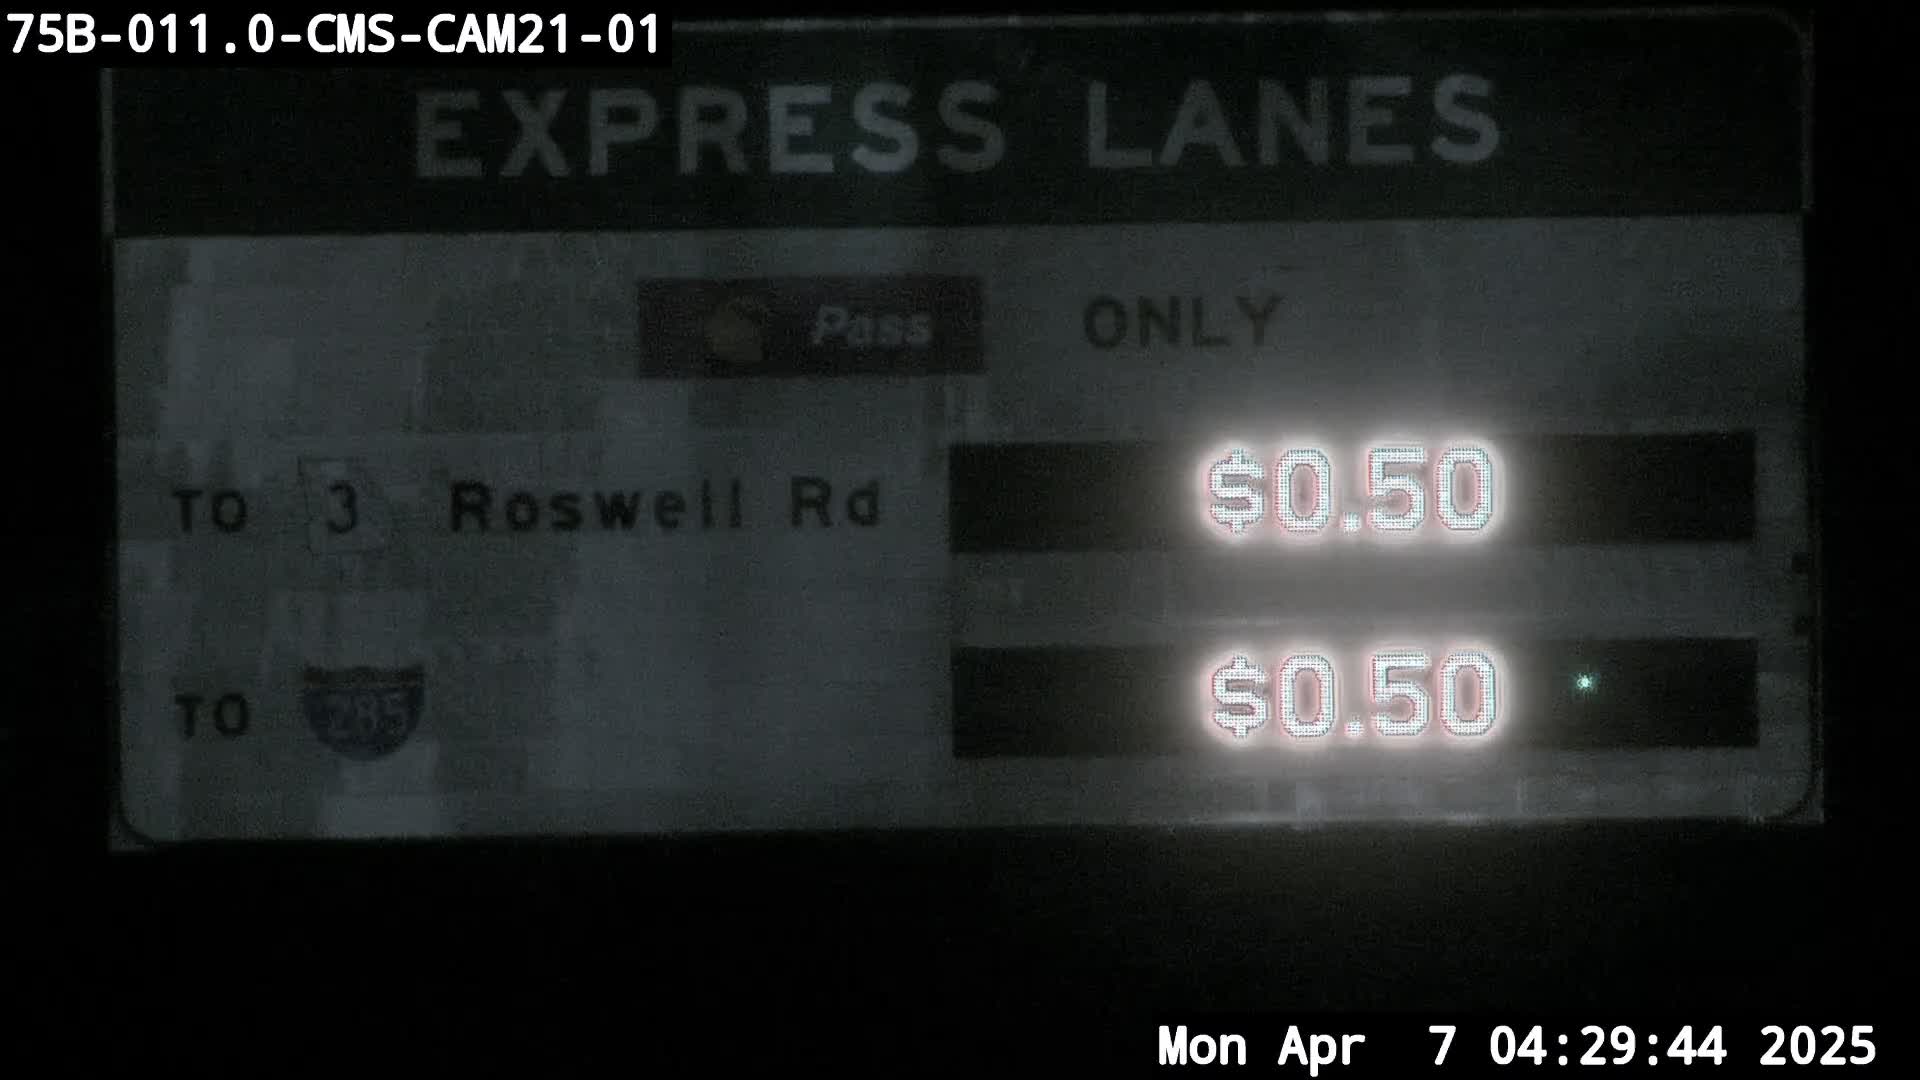 75B-011.0-CMS-CAM21-01
EXPRESS LANES
Pass ONLY
TO 3 Roswell Rd $0.50
TO 285 $0.50
Mon Apr 7 04:29:44 2025